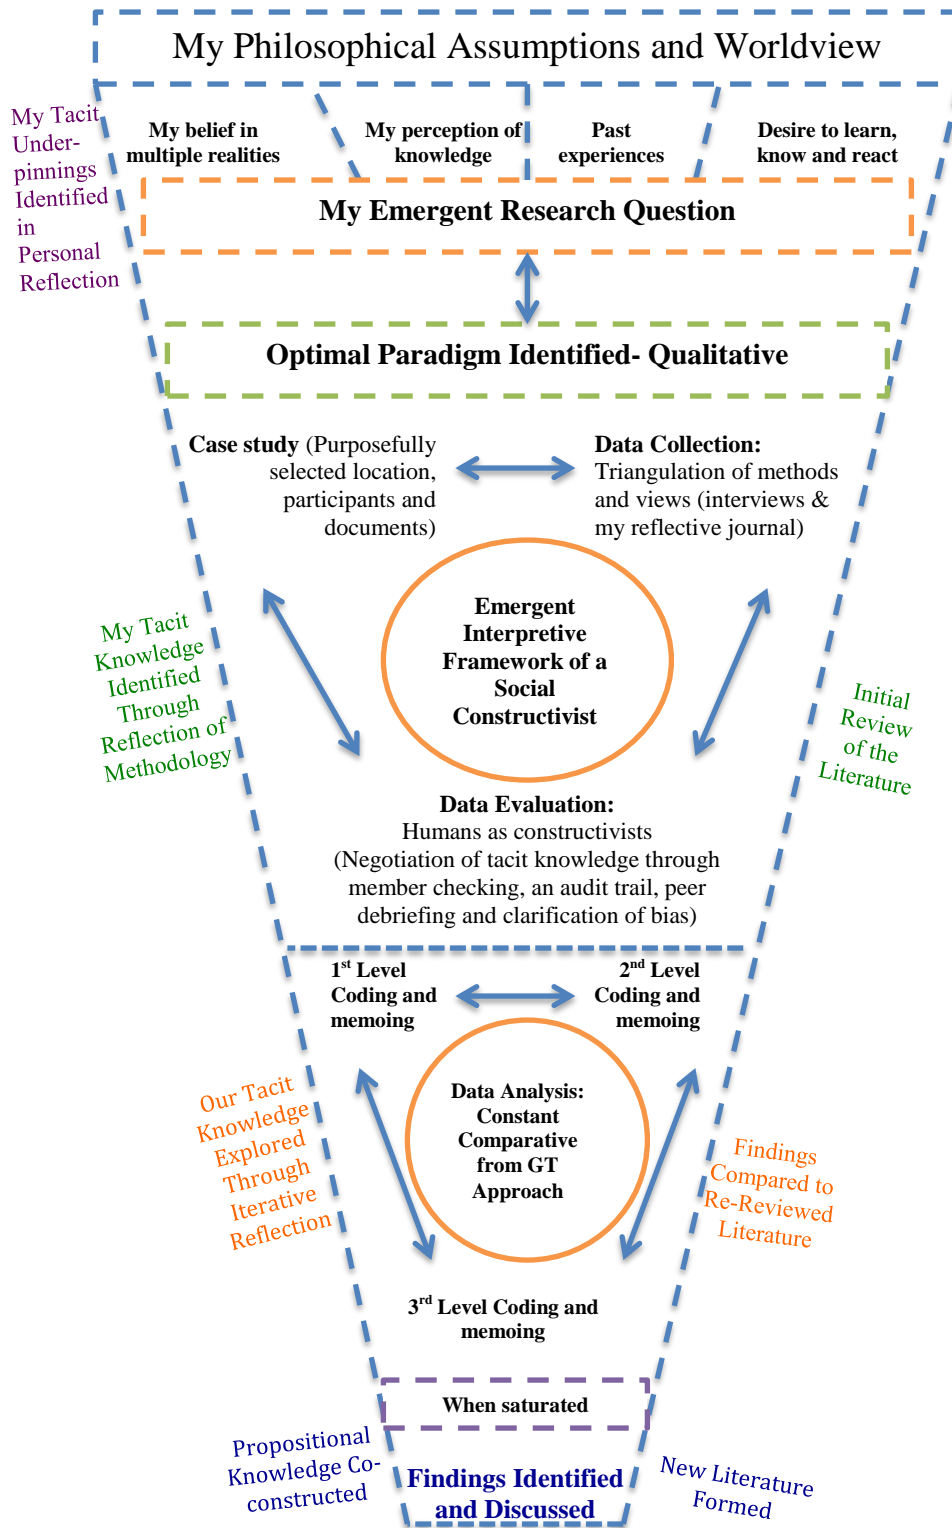 My Philosophical Assumptions and Worldview
My Tacit
Under-
pinnings
Identified
in
Personal
Reflection
My belief in
multiple realities
My perception of
knowledge
Past
experiences
Desire to learn,
know and react
My Emergent Research Question
Optimal Paradigm Identified- Qualitative
Case study (Purposefully
selected location,
participants and
documents)
Data Collection:
Triangulation of methods
and views (interviews &
my reflective journal)
Emergent
Interpretive
Framework of a
Social
Constructivist
My Tacit
Knowledge
Identified
Through
Reflection of
Methodology
Initial
Review
of the
Literature
Data Evaluation:
Humans as constructivists
(Negotiation of tacit knowledge through
member checking, an audit trail, peer
debriefing and clarification of bias)
1st Level
Coding and
memoing
2nd Level
Coding and
memoing
Data Analysis:
Constant
Comparative
from GT
Approach
Our Tacit
Knowledge
Explored
Through
Iterative
Reflection
Findings
Compared to
Re-Reviewed
Literature
3rd Level Coding and
memoing
When saturated
Propositional
Knowledge Co-
constructed
Findings Identified
and Discussed
New Literature
Formed